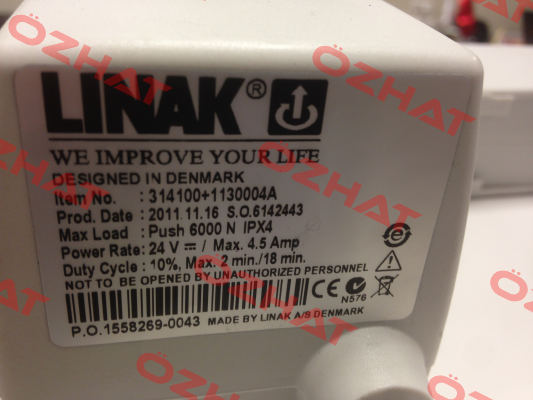 LINAK®
WE IMPROVE YOUR LIFE
DESIGNED IN DENMARK
Item No. : 314100+1130004A
Prod. Date : 2011.11.16 S.O.6142443
Max Load : Push 6000 N IPX4
Power Rate: 24 V ⎓ / Max. 4.5 Amp
Duty Cycle : 10%, Max. 2 min./18 min.
NOT TO BE OPENED BY UNAUTHORIZED PERSONNEL
CE N576
P.O.1558269-0043 MADE BY LINAK A/S DENMARK
ÖZHAT
ÖZHAT
ÖZHAT
ÖZHAT
ÖZHAT
ÖZHAT
ÖZHAT
ÖZHAT